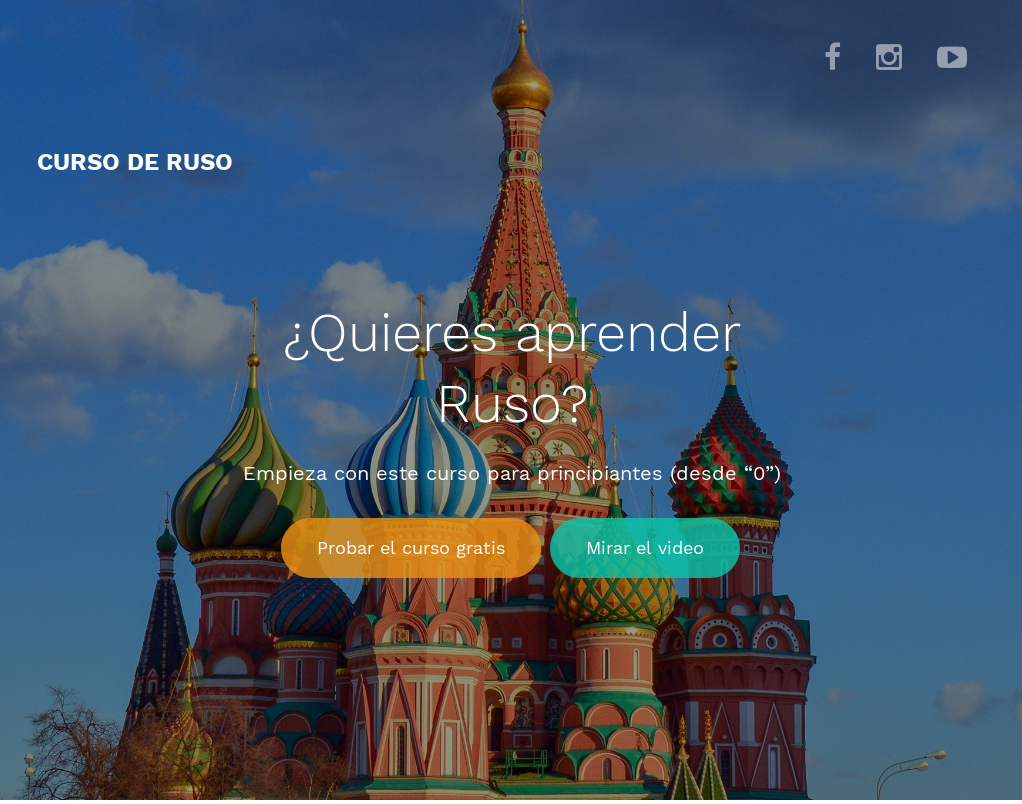 CURSO DE RUSO
¿Quieres aprender
Ruso?
Empieza con este curso para principiantes (desde “0”)
Probar el curso gratis
Mirar el video